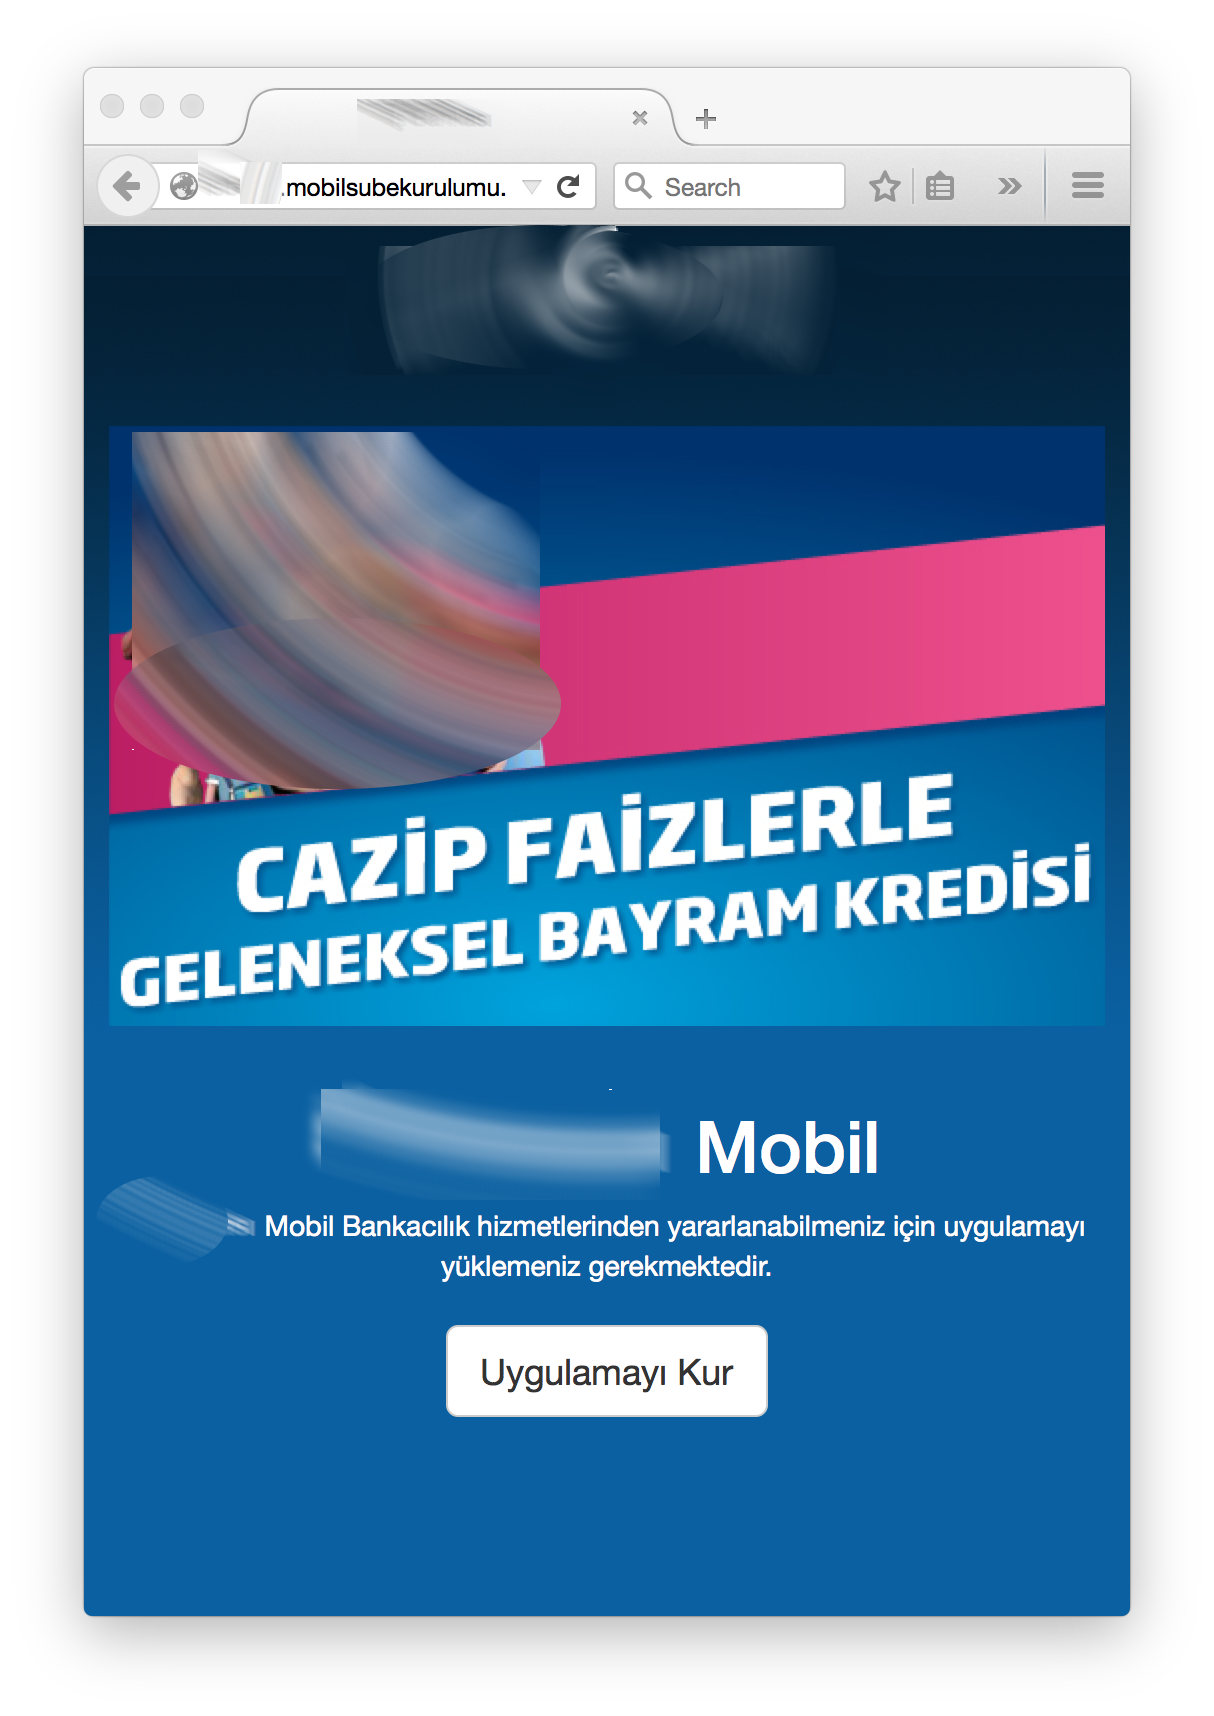 .mobilsubekurulumu.
Search
CAZİP FAİZLERLE
GELENEKSEL BAYRAM KREDİSİ
Mobil
Mobil Bankacılık hizmetlerinden yararlanabilmeniz için uygulamayı
yüklemeniz gerekmektedir.
Uygulamayı Kur